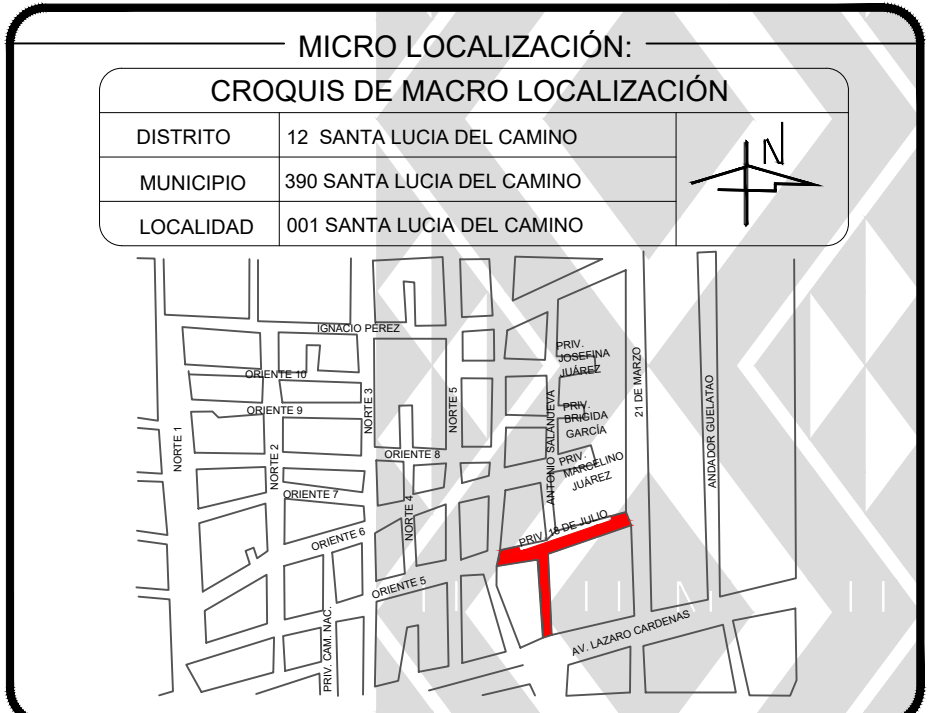 MICRO LOCALIZACIÓN:
CROQUIS DE MACRO LOCALIZACIÓN
DISTRITO 12 SANTA LUCIA DEL CAMINO
MUNICIPIO 390 SANTA LUCIA DEL CAMINO
LOCALIDAD 001 SANTA LUCIA DEL CAMINO
N
IGNACIO PÉREZ
PRIV.
JOSEFINA
JUÁREZ
ORIENTE 10
ORIENTE 9
NORTE 3
NORTE 5
ANTONIO SALANUEVA
21 DE MARZO
ANDADOR GUELATAO
PRIV.
BRIGIDA
GARCÍA
NORTE 1
NORTE 2
ORIENTE 8
PRIV.
MARCELINO
JUÁREZ
ORIENTE 7
NORTE 4
PRIV. 18 DE JULIO
ORIENTE 6
ORIENTE 5
PRIV. CAM. NAC.
AV. LAZARO CARDENAS